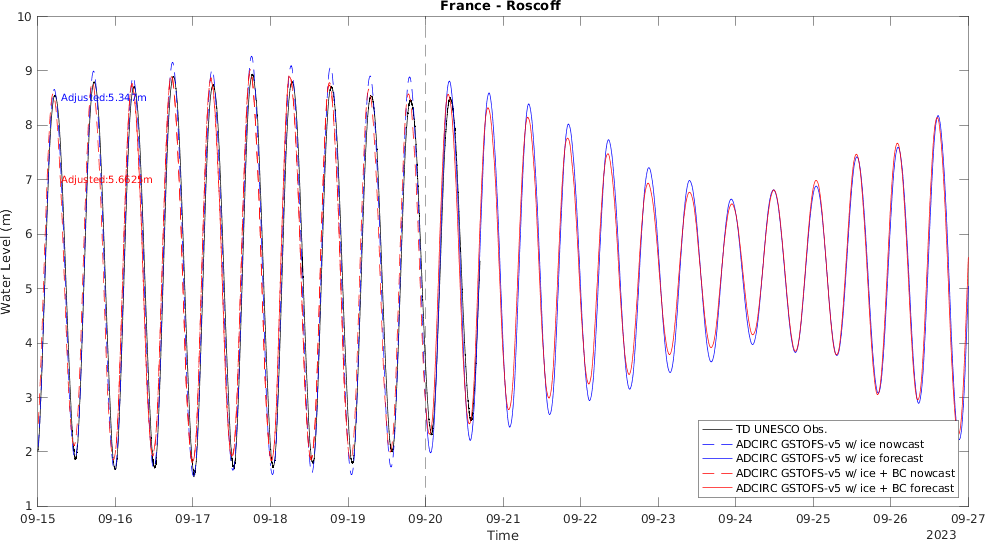 France - Roscoff
Water Level (m)
10
9
8
7
6
5
4
3
2
1
Adjusted:5.347m
Adjusted:5.6625m
TD UNESCO Obs.
ADCIRC GSTOFS-v5 w/ ice nowcast
ADCIRC GSTOFS-v5 w/ ice forecast
ADCIRC GSTOFS-v5 w/ ice + BC nowcast
ADCIRC GSTOFS-v5 w/ ice + BC forecast
09-15 09-16 09-17 09-18 09-19 09-20 09-21 09-22 09-23 09-24 09-25 09-26 09-27
Time
2023